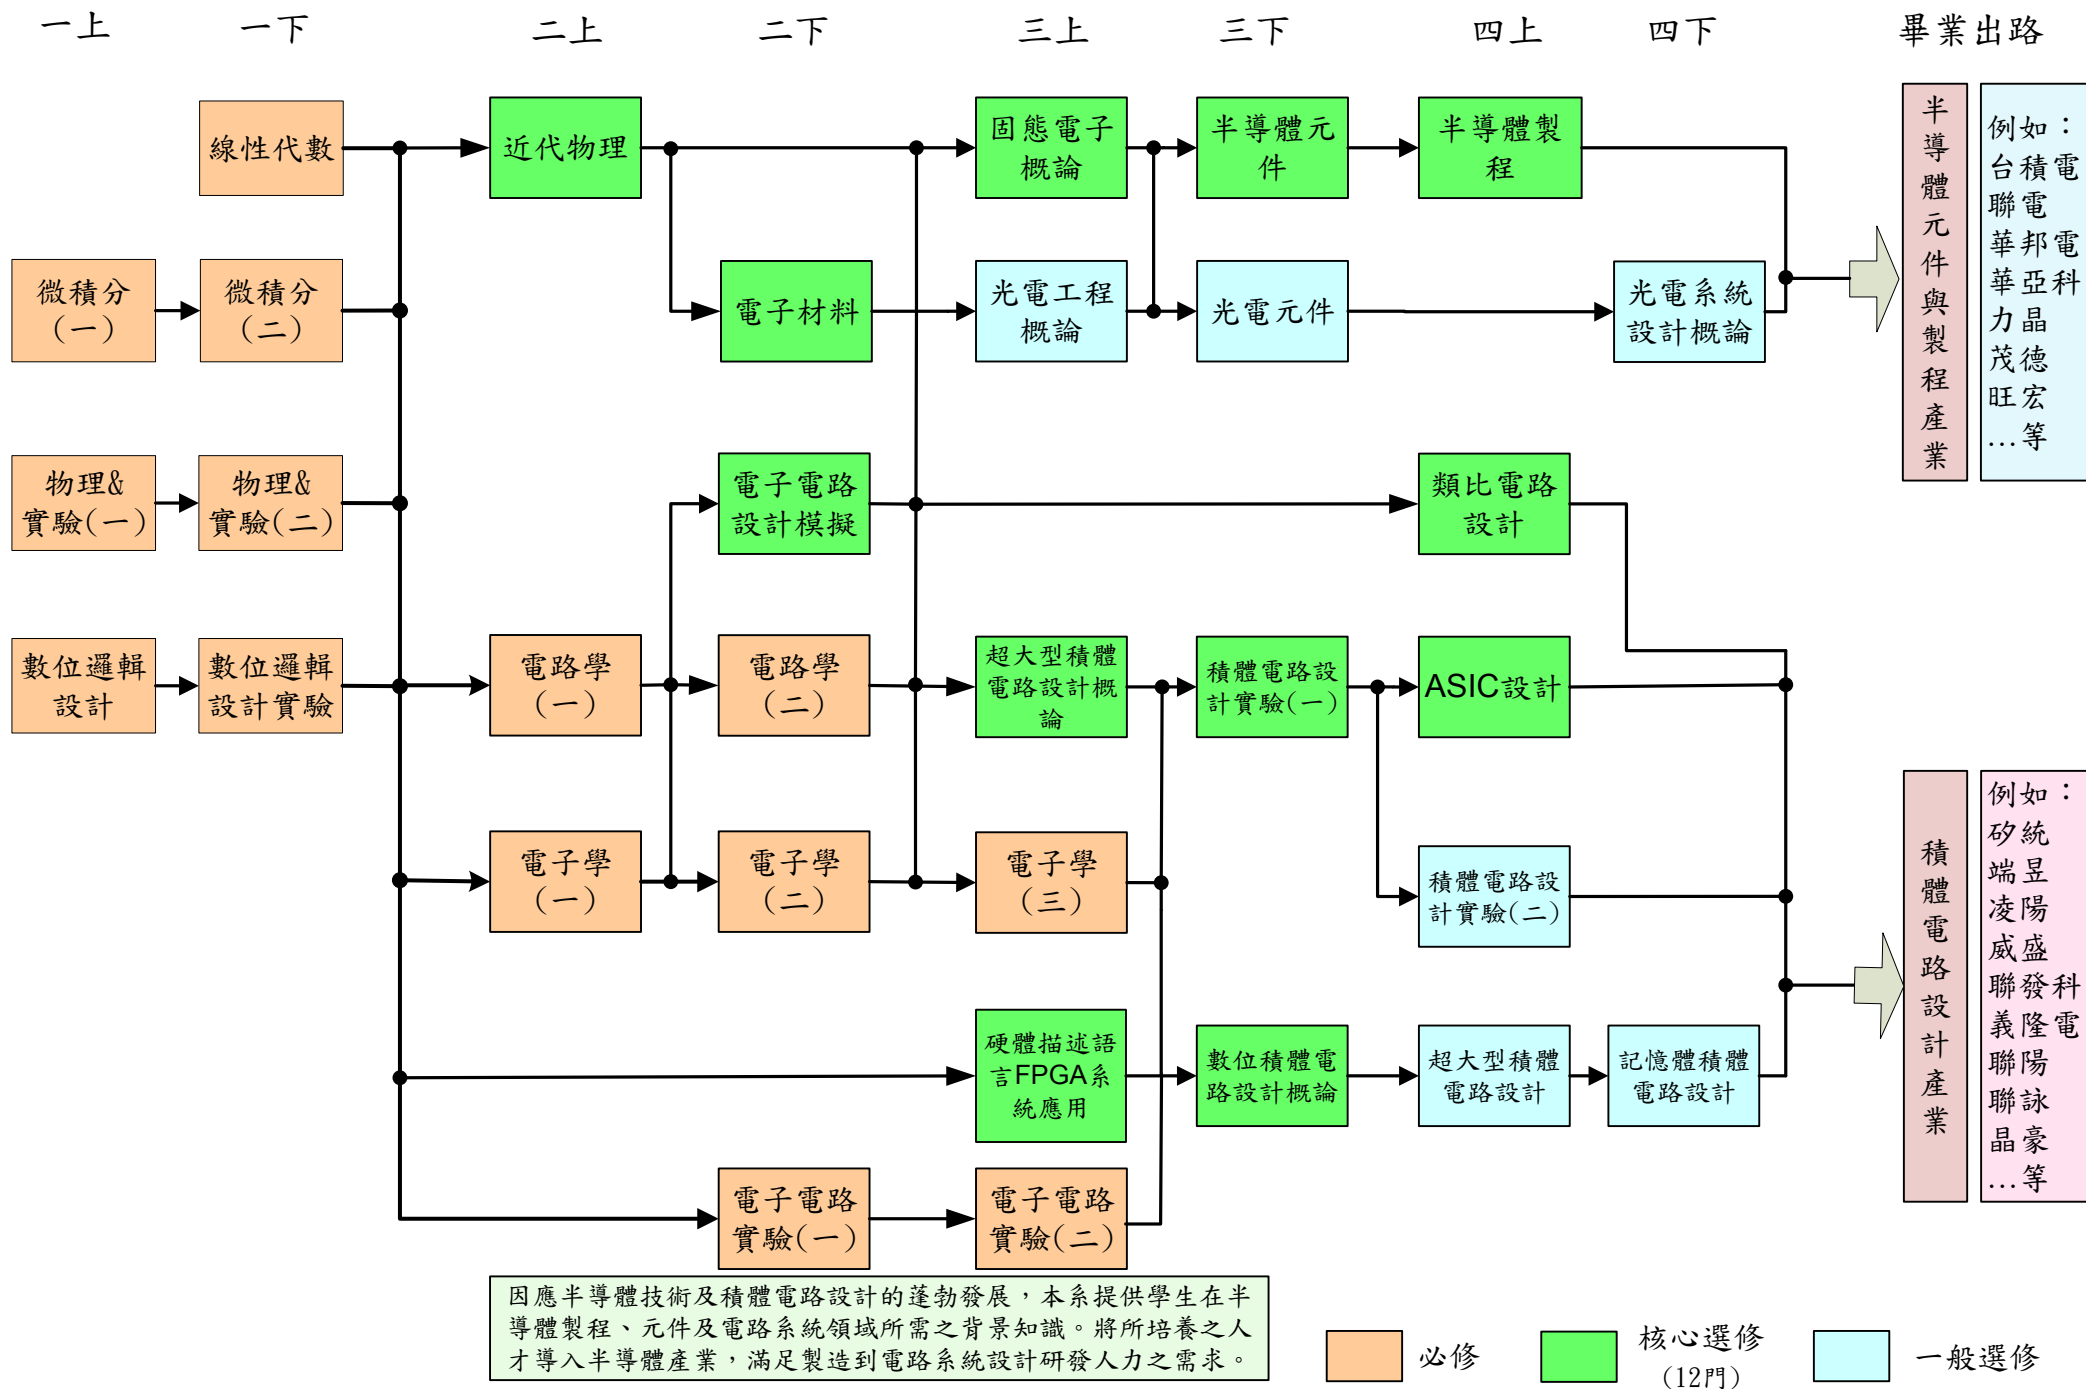 一上
一下
二上
二下
三上
三下
四上
四下
畢業出路
線性代數
近代物理
固態電子
概論
半導體元
件
半導體製
程
微積分
(一)
微積分
(二)
電子材料
光電工程
概論
光電元件
光電系統
設計概論
半導體元件與製程產業
例如：
台積電
聯電
華邦電
華亞科
力晶
茂德
旺宏
...等
物理&
實驗(一)
物理&
實驗(二)
電子電路
設計模擬
類比電路
設計
數位邏輯
設計
數位邏輯
設計實驗
電路學
(一)
電路學
(二)
超大型積體
電路設計概
論
積體電路設
計實驗(一)
ASIC設計
電子學
(一)
電子學
(二)
電子學
(三)
積體電路設
計實驗(二)
硬體描述語
言FPGA系
統應用
數位積體電
路設計概論
超大型積體
電路設計
記憶體積體
電路設計
電子電路
實驗(一)
電子電路
實驗(二)
積體電路設計產業
例如：
矽統
端昱
凌陽
威盛
聯發科
義隆電
聯陽
聯詠
晶豪
...等
因應半導體技術及積體電路設計的蓬勃發展，本系提供學生在半
導體製程、元件及電路系統領域所需之背景知識。將所培養之人
才導入半導體產業，滿足製造到電路系統設計研發人力之需求。
必修
核心選修
(12門)
一般選修